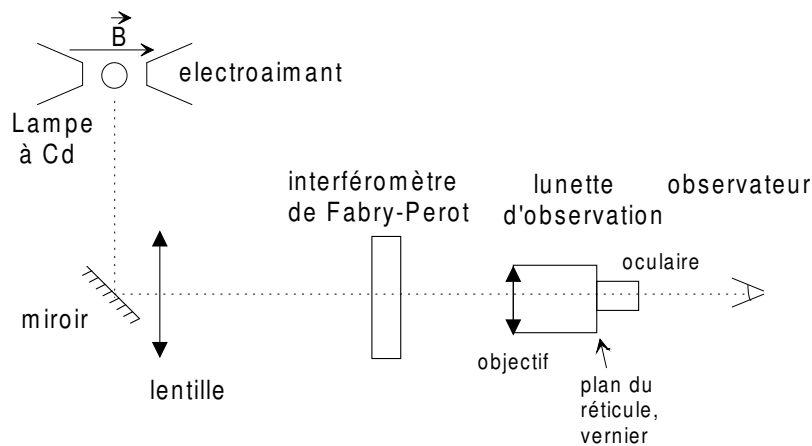 B
electroaimant
Lampe
à Cd
interféromètre
de Fabry-Perot
lunette
d'observation
observateur
oculaire
miroir
lentille
objectif
plan du
réticule,
vernier